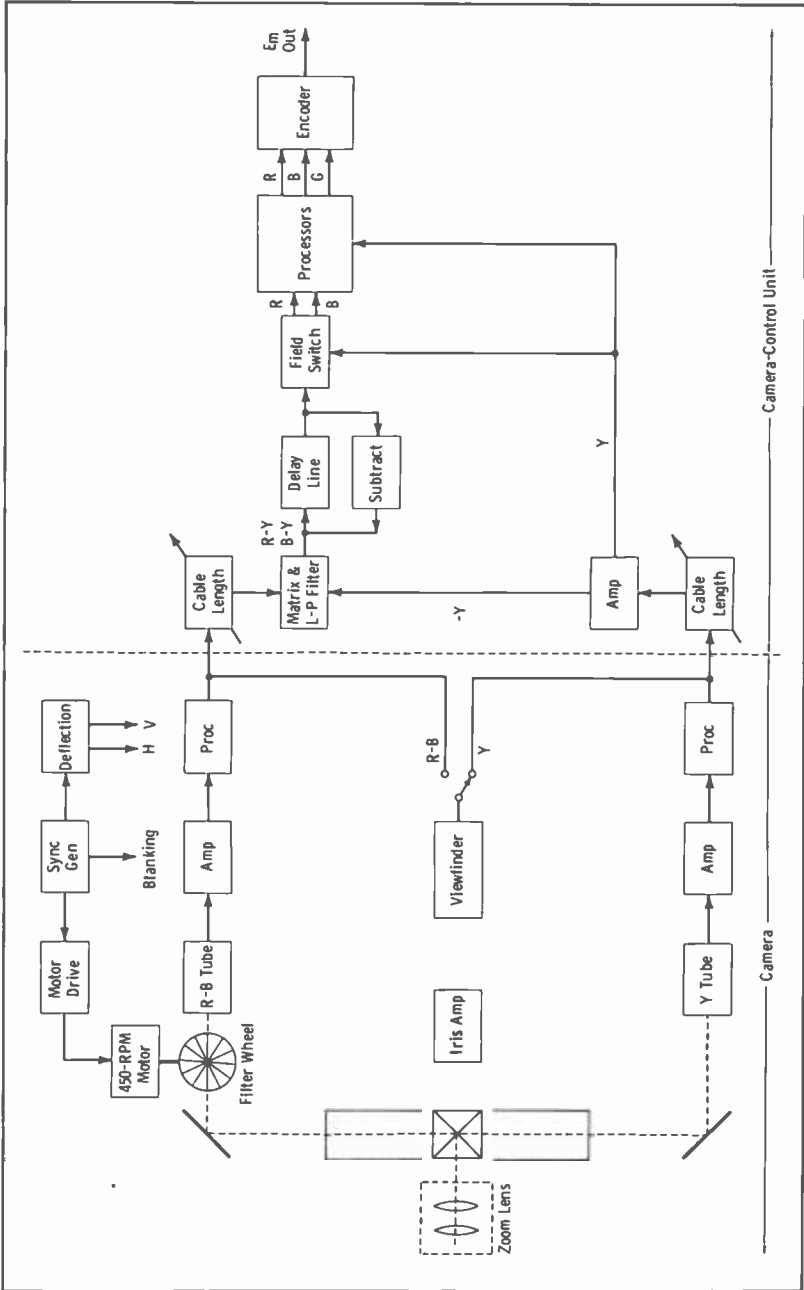 Deflection
H
V
Sync
Gen
Blanking
Motor
Drive
450-RPM
Motor
Filter Wheel
R-B Tube
Amp
Proc
Cable
Length
Matrix &
L-P Filter
R-Y
B-Y
Delay
Line
Subtract
Field
Switch
R
B
Processors
R
B
G
Encoder
Em
Out
Zoom Lens
Iris Amp
Viewfinder
R-B
Y
-Y
Y
Y Tube
Amp
Proc
Cable
Length
Amp
Camera
Camera-Control Unit